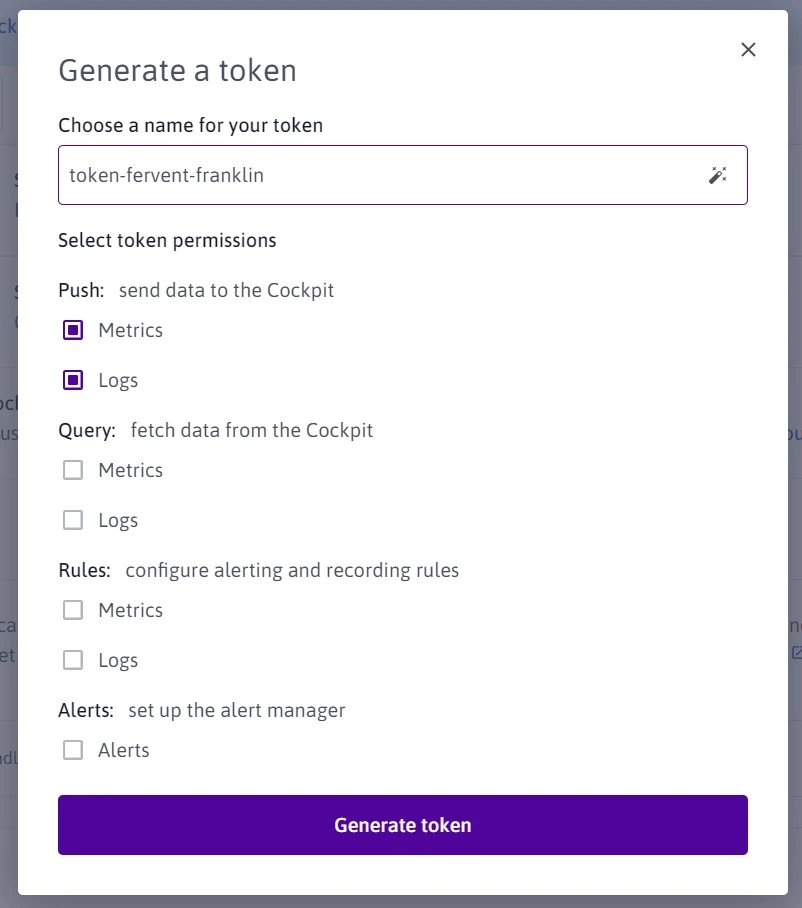 Generate a token
Choose a name for your token
token-fervent-franklin
Select token permissions
Push: send data to the Cockpit
Metrics
Logs
Query: fetch data from the Cockpit
Metrics
Logs
Rules: configure alerting and recording rules
Metrics
Logs
Alerts: set up the alert manager
Alerts
Generate token